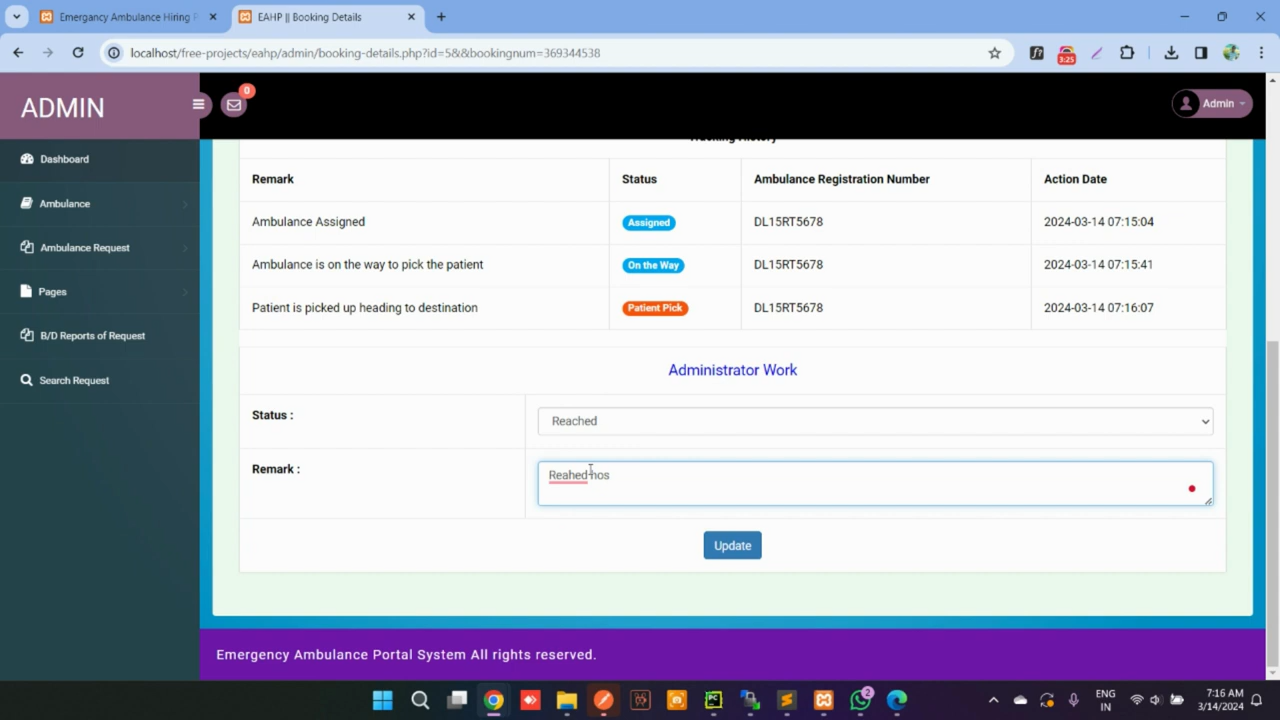 Emergancy Ambulance Hiring P
EAHP || Booking Details
localhost/free-projects/eahp/admin/booking-details.php?id=5&&bookingnum=369344538
3:25
ADMIN
0
Admin
Dashboard
Ambulance
Ambulance Request
Pages
B/D Reports of Request
Search Request
Tracking History
Remark
Status
Ambulance Registration Number
Action Date
Ambulance Assigned
Assigned
DL15RT5678
2024-03-14 07:15:04
Ambulance is on the way to pick the patient
On the Way
DL15RT5678
2024-03-14 07:15:41
Patient is picked up heading to destination
Patient Pick
DL15RT5678
2024-03-14 07:16:07
Administrator Work
Status :
Reached
Remark :
Reahed hos
Update
Emergency Ambulance Portal System All rights reserved.
2
ENG
IN
7:16 AM
3/14/2024